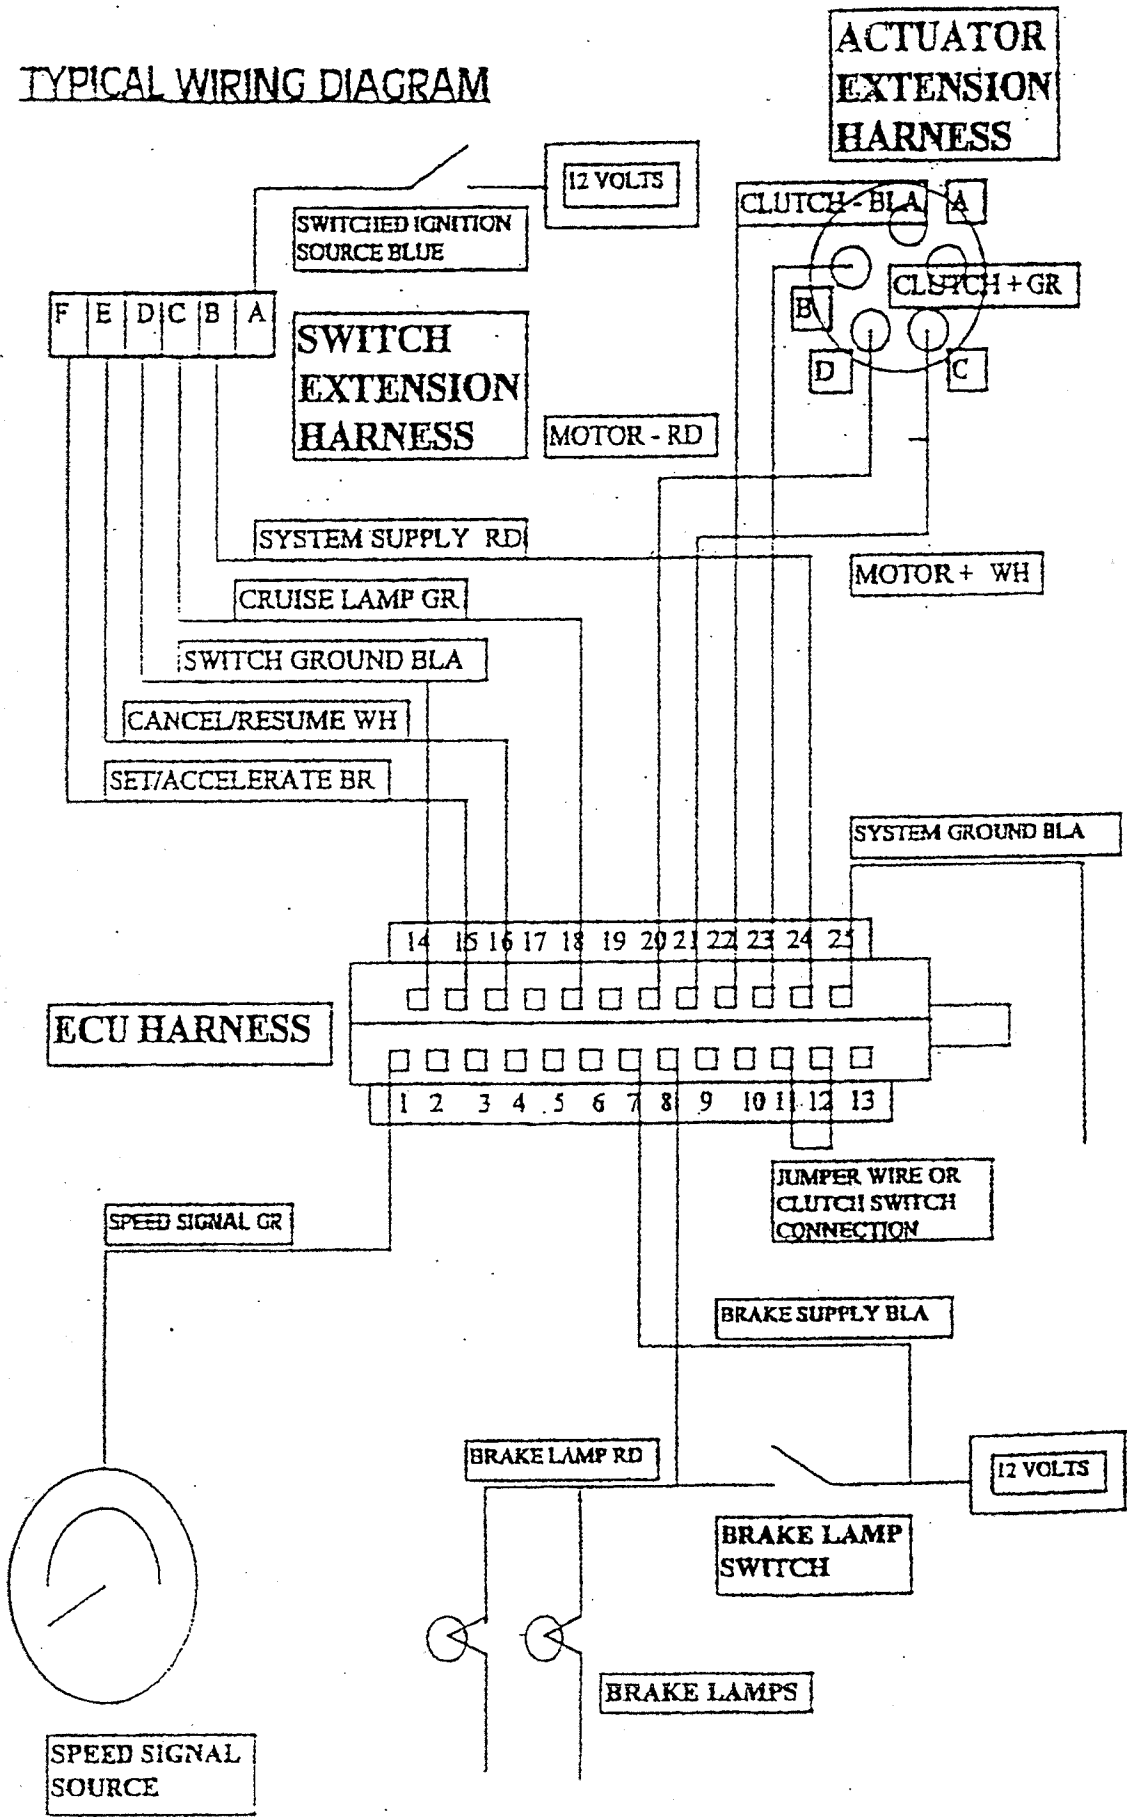 TYPICAL WIRING DIAGRAM
ACTUATOR
EXTENSION
HARNESS
12 VOLTS
SWITCHED IGNITION
SOURCE BLUE
CLUTCH - BLA
A
CLUTCH + GR
B
D
C
F E D C B A
SWITCH
EXTENSION
HARNESS
MOTOR - RD
SYSTEM SUPPLY RD
MOTOR + WH
CRUISE LAMP GR
SWITCH GROUND BLA
CANCEL/RESUME WH
SET/ACCELERATE BR
SYSTEM GROUND BLA
14 15 16 17 18 19 20 21 22 23 24 25
ECU HARNESS
1 2 3 4 5 6 7 8 9 10 11 12 13
JUMPER WIRE OR
CLUTCH SWITCH
CONNECTION
SPEED SIGNAL GR
BRAKE SUPPLY BLA
BRAKE LAMP RD
12 VOLTS
BRAKE LAMP
SWITCH
BRAKE LAMPS
SPEED SIGNAL
SOURCE